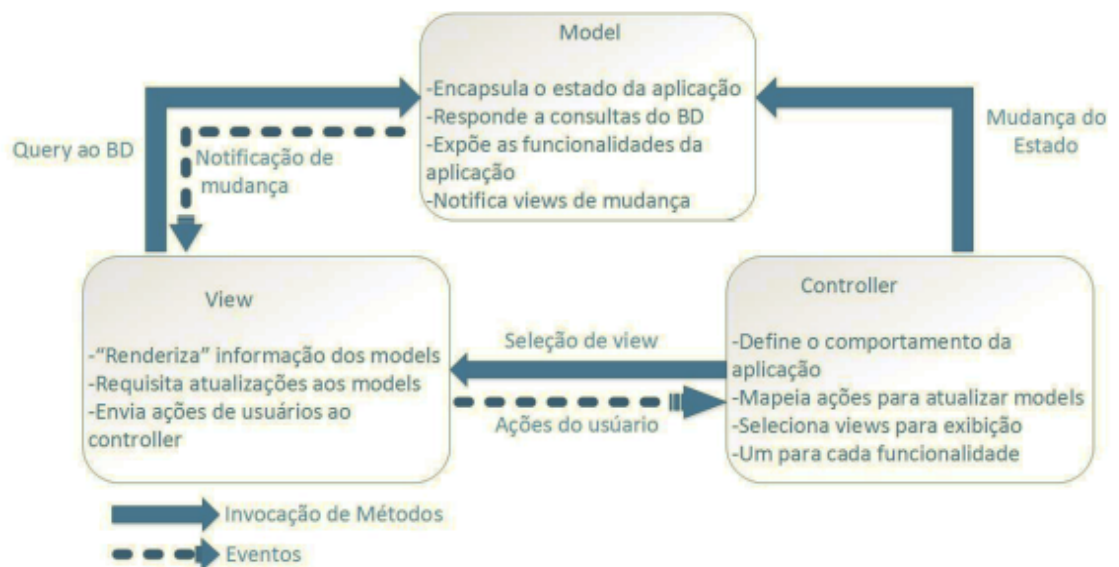 Model
-Encapsula o estado da aplicação
-Responde a consultas do BD
-Expõe as funcionalidades da
aplicação
-Notifica views de mudança
Query ao BD
Notificação de
mudança
Mudança do
Estado
View
-“Renderiza” informação dos models
-Requisita atualizações aos models
-Envia ações de usuários ao
controller
Seleção de view
Ações do usúario
Controller
-Define o comportamento da
aplicação
-Mapeia ações para atualizar models
-Seleciona views para exibição
-Um para cada funcionalidade
Invocação de Métodos
Eventos